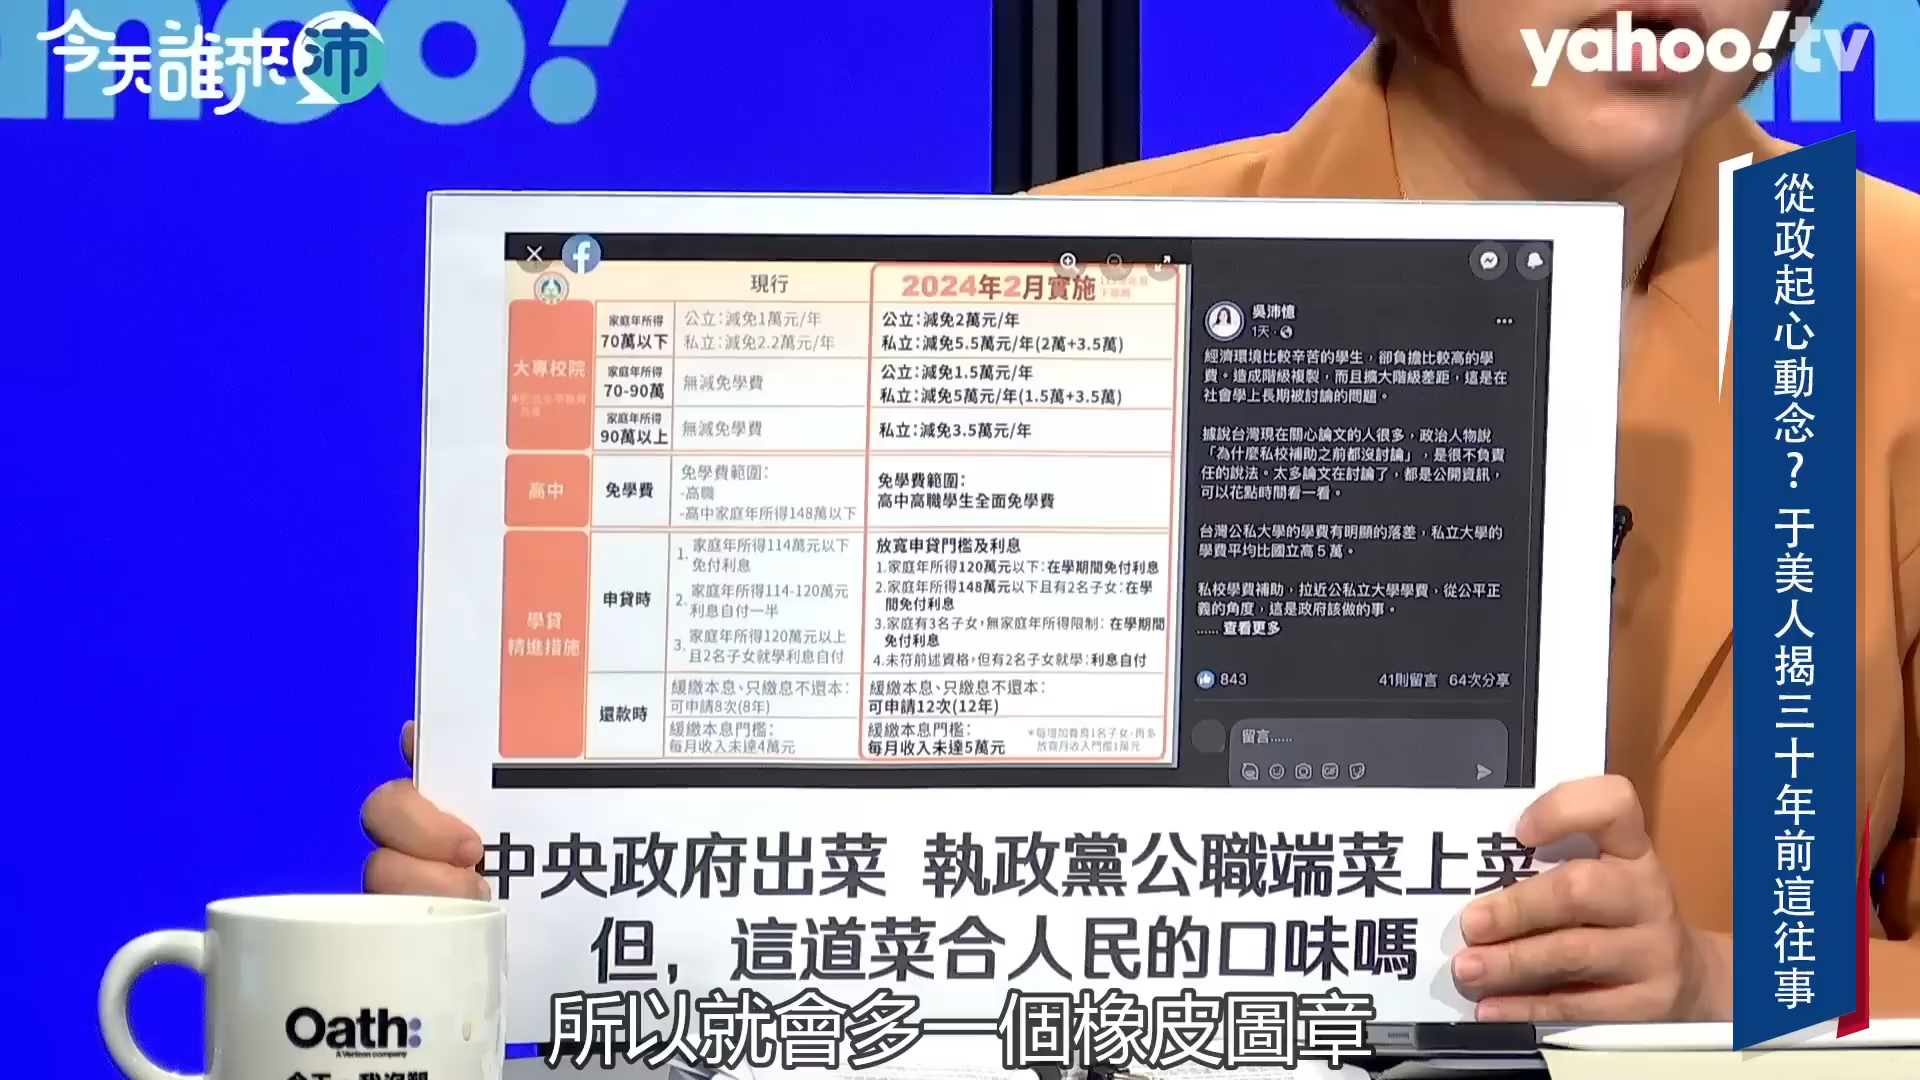 今天誰來沛
yahoo!tv
從政起心動念？于美人揭三十年前這往事
現行
2024年2月實施
大專校院
家庭年所得
70萬以下
公立：減免1萬元/年
私立：減免2.2萬元/年
公立：減免2萬元/年
私立：減免5.5萬元/年(2萬+3.5萬)
家庭年所得
70-90萬
無減免學費
公立：減免1.5萬元/年
私立：減免5萬元/年(1.5萬+3.5萬)
家庭年所得
90萬以上
無減免學費
私立：減免3.5萬元/年
高中
免學費
免學費範圍：
-高職
-高中家庭年所得148萬以下
免學費範圍：
高中高職學生全面免學費
學貸
精進措施
申貸時
1. 家庭年所得114萬元以下
免付利息
2. 家庭年所得114-120萬元
利息自付一半
3. 家庭年所得120萬元以上
且2名子女就學利息自付
放寬申貸門檻及利息
1.家庭年所得120萬元以下：在學期間免付利息
2.家庭年所得148萬元以下且有2名子女：在學
間免付利息
3.家庭有3名子女，無家庭年所得限制：在學期間
免付利息
4.未符前述資格，但有2名子女就學：利息自付
還款時
緩繳本息、只繳息不還本：
可申請8次(8年)
緩繳本息、只繳息不還本：
可申請12次(12年)
緩繳本息門檻：
每月收入未達4萬元
緩繳本息門檻：
每月收入未達5萬元
*每增加養育1名子女，再多
放寬月收入門檻1萬元
吳沛憶
1天
經濟環境比較辛苦的學生，卻負擔比較高的學
費。造成階級複製，而且擴大階級差距，這是在
社會學上長期被討論的問題。
據說台灣現在關心論文的人很多，政治人物說
「為什麼私校補助之前都沒討論」，是很不負責
任的說法。太多論文在討論了，都是公開資訊，
可以花點時間看一看。
台灣公私大學的學費有明顯的落差，私立大學的
學費平均比國立高5萬。
私校學費補助，拉近公私立大學學費，從公平正
義的角度，這是政府該做的事。
...... 查看更多
843
41則留言 64次分享
留言......
中央政府出菜 執政黨公職端菜上菜
但，這道菜合人民的口味嗎
Oath:
A Verizon company
所以就會多一個橡皮圖章